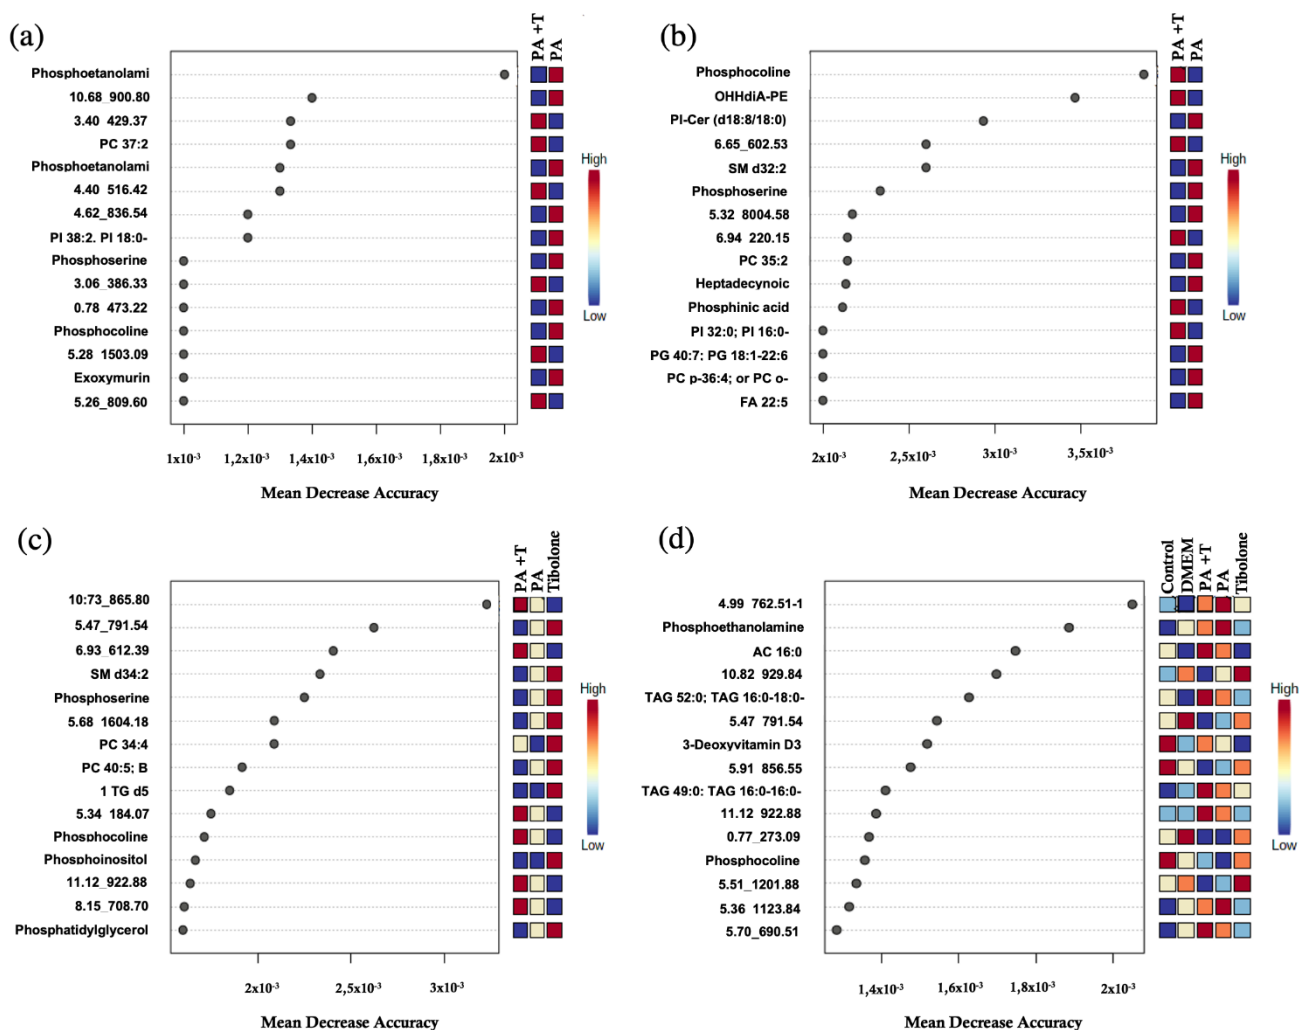 (a)
PA +T
PA
Phosphoetanolami
10.68_900.80
3.40 429.37
PC 37:2
Phosphoetanolami
4.40 516.42
4.62_836.54
PI 38:2. PI 18:0-
Phosphoserine
3.06_386.33
0.78 473.22
Phosphocoline
5.28 1503.09
Exoxymurin
5.26_809.60
High
Low
1x10⁻³ 1,2x10⁻³ 1,4x10⁻³ 1,6x10⁻³ 1,8x10⁻³ 2x10⁻³
Mean Decrease Accuracy
(b)
PA +T
PA
Phosphocoline
OHHdiA-PE
PI-Cer (d18:8/18:0)
6.65_602.53
SM d32:2
Phosphoserine
5.32 8004.58
6.94 220.15
PC 35:2
Heptadecynoic
Phosphinic acid
PI 32:0; PI 16:0-
PG 40:7: PG 18:1-22:6
PC p-36:4; or PC o-
FA 22:5
High
Low
2x10⁻³ 2,5x10⁻³ 3x10⁻³ 3,5x10⁻³
Mean Decrease Accuracy
(c)
PA +T
PA
Tibolone
10:73_865.80
5.47_791.54
6.93_612.39
SM d34:2
Phosphoserine
5.68 1604.18
PC 34:4
PC 40:5; B
1 TG d5
5.34 184.07
Phosphocoline
Phosphoinositol
11.12_922.88
8.15_708.70
Phosphatidylglycerol
High
Low
2x10⁻³ 2,5x10⁻³ 3x10⁻³
Mean Decrease Accuracy
(d)
Control
DMEM
PA +T
PA
Tibolone
4.99 762.51-1
Phosphoethanolamine
AC 16:0
10.82 929.84
TAG 52:0; TAG 16:0-18:0-
5.47 791.54
3-Deoxyvitamin D3
5.91 856.55
TAG 49:0: TAG 16:0-16:0-
11.12 922.88
0.77_273.09
Phosphocoline
5.51_1201.88
5.36 1123.84
5.70_690.51
High
Low
1,4x10⁻³ 1,6x10⁻³ 1,8x10⁻³ 2x10⁻³
Mean Decrease Accuracy